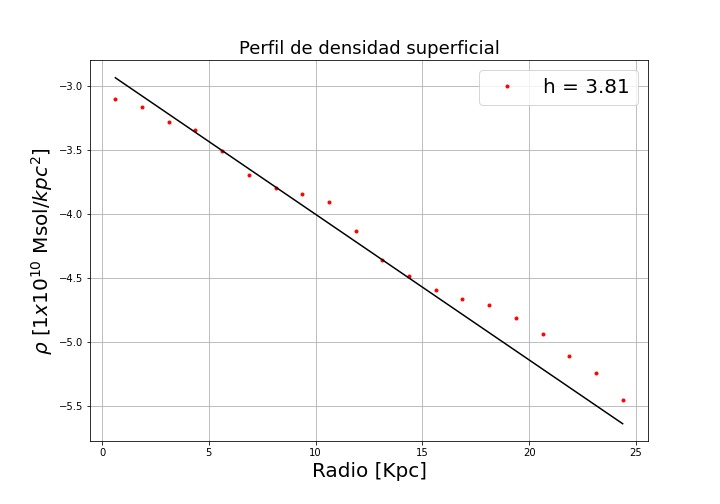 Perfil de densidad superficial
h = 3.81
ρ [1x10^10 Msol/kpc^2]
−3.0
−3.5
−4.0
−4.5
−5.0
−5.5
0 5 10 15 20 25
Radio [Kpc]